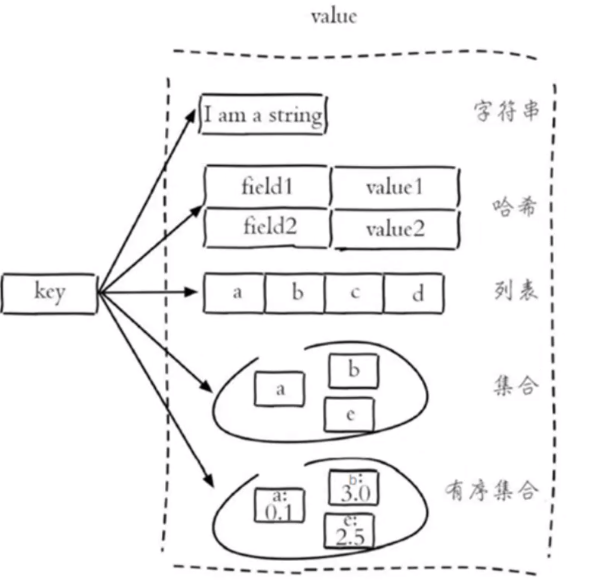 value
I am a string
字符串
field1 value1
field2 value2
哈希
key
a b c d
列表
a
b
e
集合
a:
0.1
b:
3.0
e:
2.5
有序集合